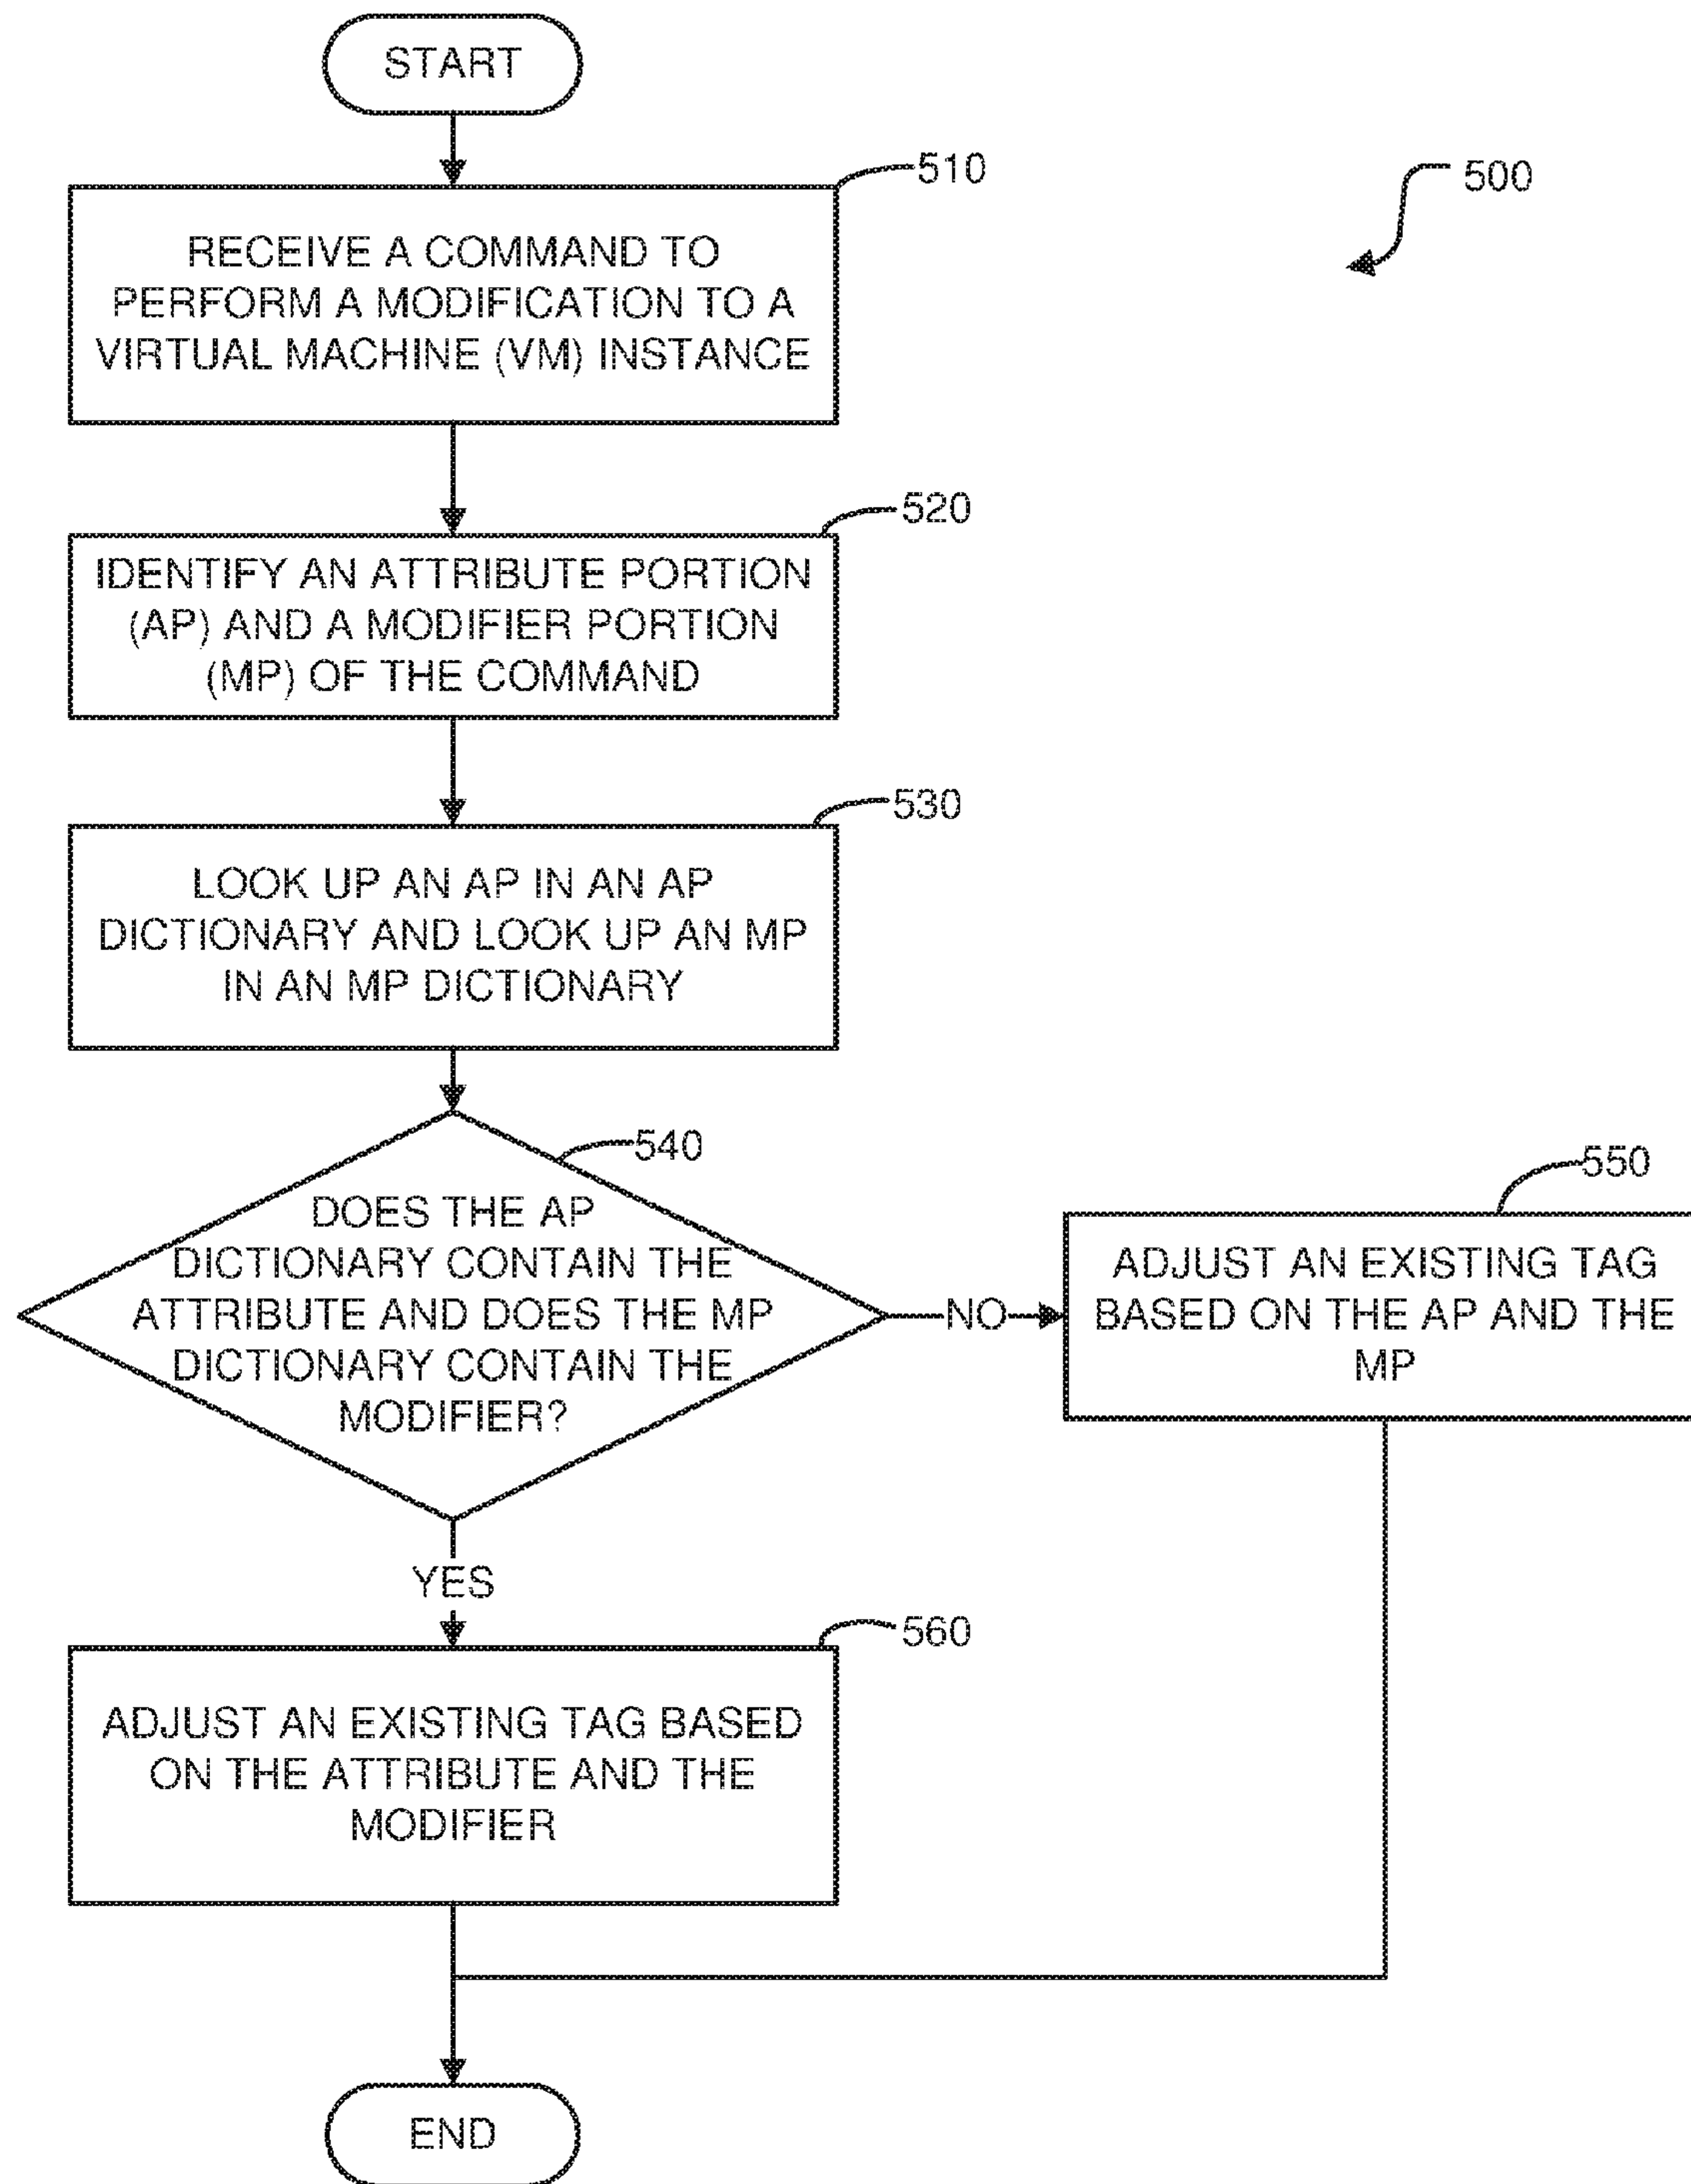 START
510
500
RECEIVE A COMMAND TO
PERFORM A MODIFICATION TO A
VIRTUAL MACHINE (VM) INSTANCE
520
IDENTIFY AN ATTRIBUTE PORTION
(AP) AND A MODIFIER PORTION
(MP) OF THE COMMAND
530
LOOK UP AN AP IN AN AP
DICTIONARY AND LOOK UP AN MP
IN AN MP DICTIONARY
540
DOES THE AP
DICTIONARY CONTAIN THE
ATTRIBUTE AND DOES THE MP
DICTIONARY CONTAIN THE
MODIFIER?
NO
550
ADJUST AN EXISTING TAG
BASED ON THE AP AND THE
MP
YES
560
ADJUST AN EXISTING TAG BASED
ON THE ATTRIBUTE AND THE
MODIFIER
END